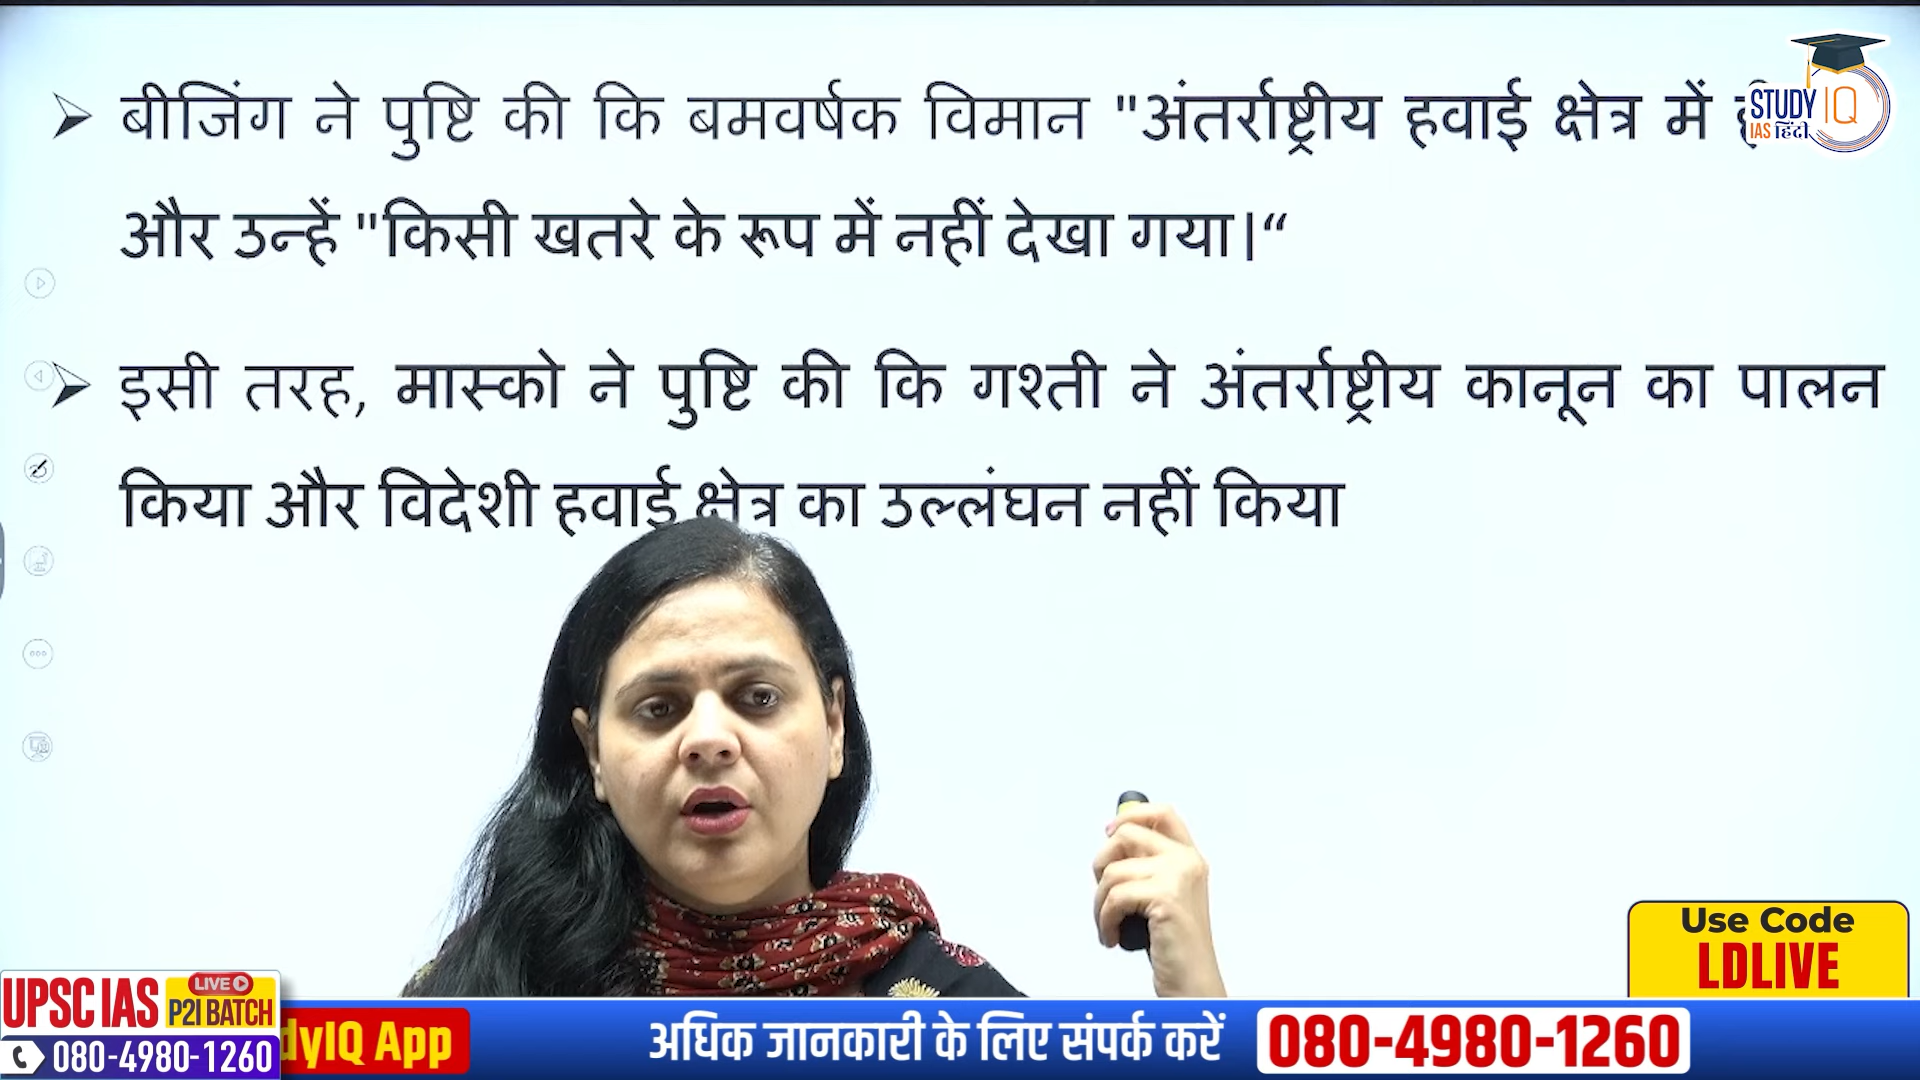 बीजिंग ने पुष्टि की कि बमवर्षक विमान "अंतर्राष्ट्रीय हवाई क्षेत्र में
और उन्हें "किसी खतरे के रूप में नहीं देखा गया|“
इसी तरह, मास्को ने पुष्टि की कि गश्ती ने अंतर्राष्ट्रीय कानून का पालन
किया और विदेशी हवाई क्षेत्र का उल्लंघन नहीं किया
STUDY IQ
IAS हिंदी
Use Code
LDLIVE
UPSC IAS LIVE P2I BATCH
080-4980-1260
App
अधिक जानकारी के लिए संपर्क करें 080-4980-1260